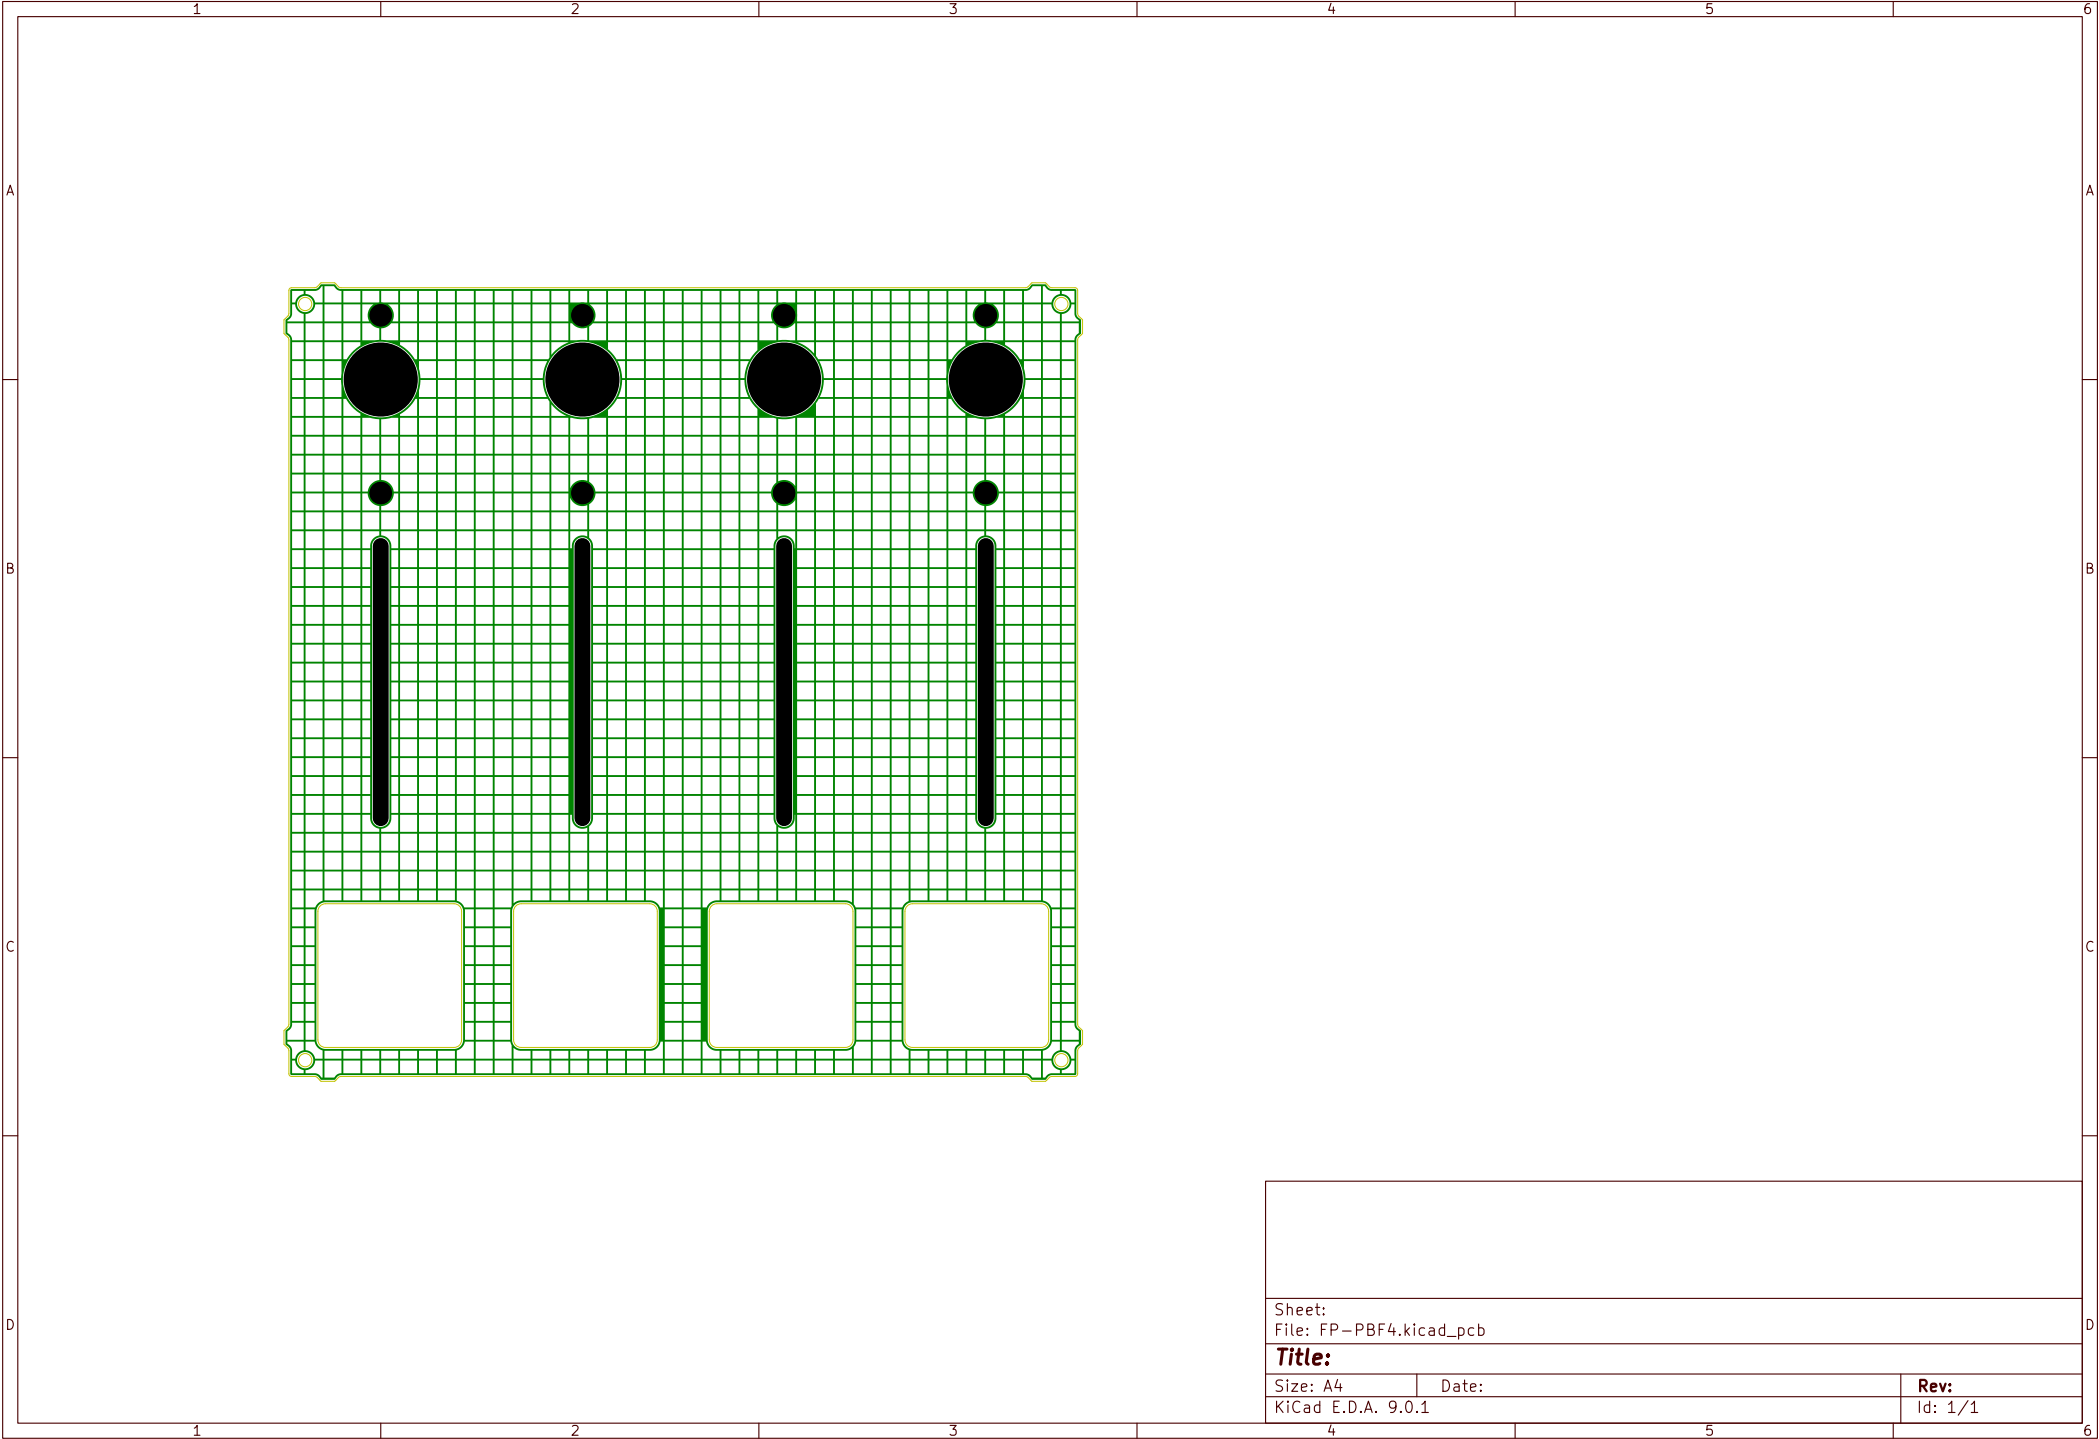 1 2 3 4 5 6
A A
B B
C C
D D
Sheet:
File: FP-PBF4.kicad_pcb
Title:
Size: A4 Date: Rev:
KiCad E.D.A. 9.0.1 Id: 1/1
1 2 3 4 5 6